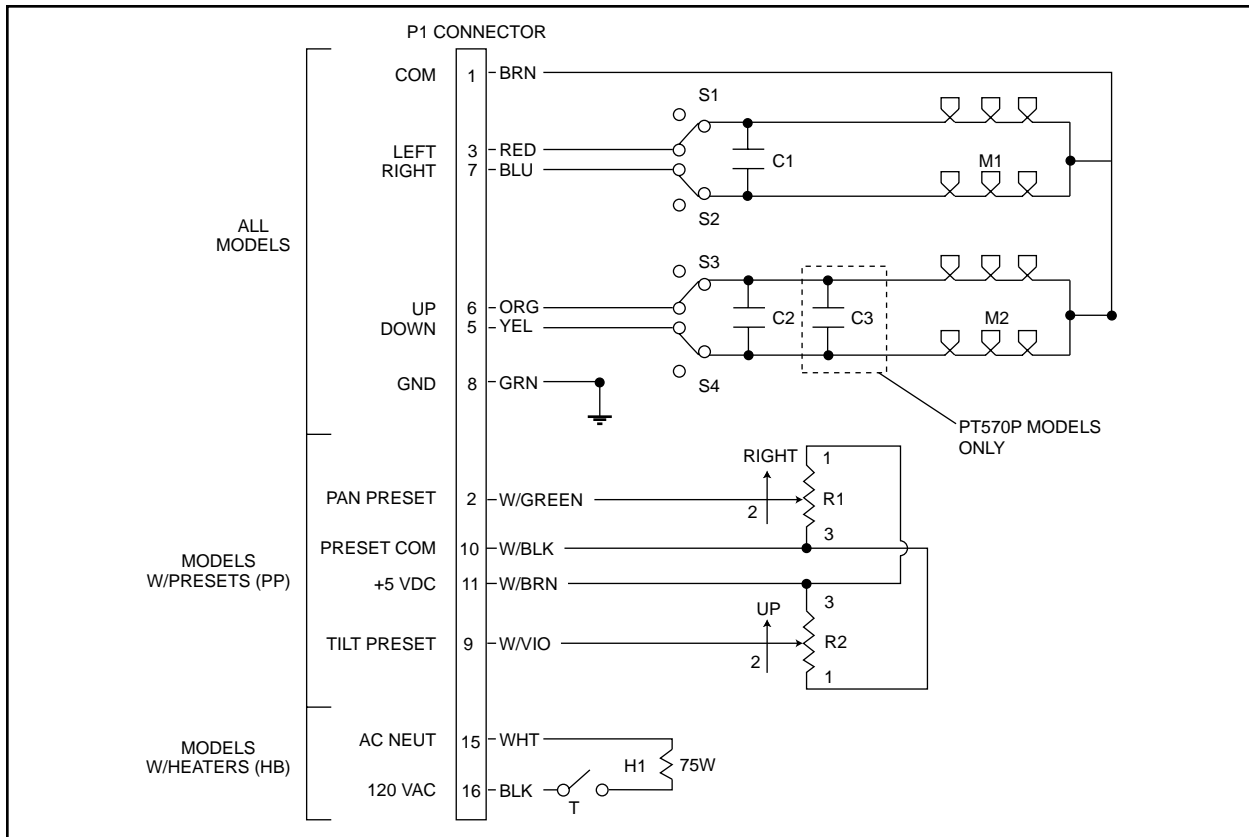 P1 CONNECTOR
COM 1 BRN
S1
LEFT 3 RED
RIGHT 7 BLU
C1 M1
S2
ALL
MODELS
S3
UP 6 ORG
DOWN 5 YEL
C2 C3 M2
S4
GND 8 GRN
PT570P MODELS
ONLY
RIGHT 1
PAN PRESET 2 W/GREEN
2 R1
3
PRESET COM 10 W/BLK
MODELS
W/PRESETS (PP)
+5 VDC 11 W/BRN
UP 3
TILT PRESET 9 W/VIO
2 R2
1
AC NEUT 15 WHT
MODELS
W/HEATERS (HB)
H1 75W
120 VAC 16 BLK
T